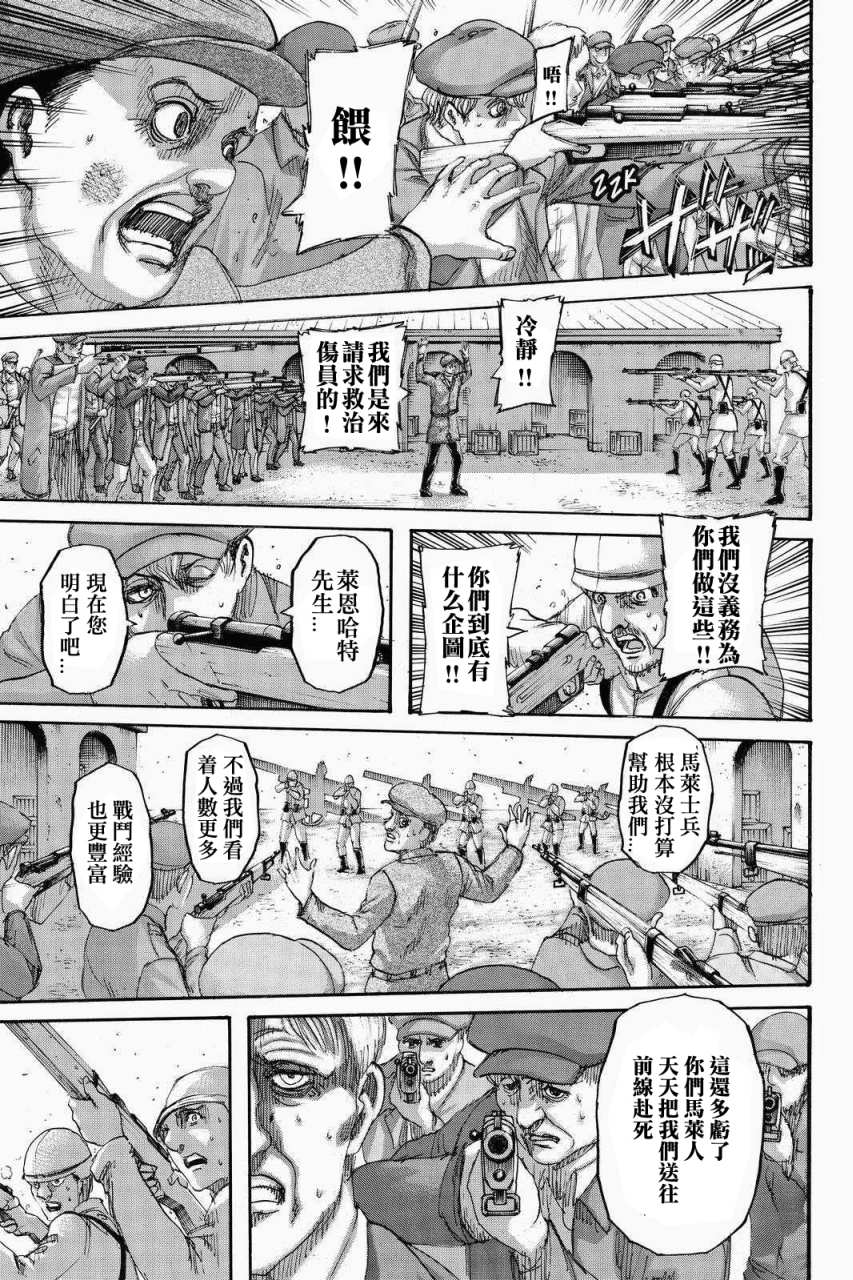 唔!!
餵!!
ザザザッ
ZZK
冷靜!!
我們是來
請求救治
傷員的!
我們沒義務為
你們做這些!!
你們到底有
什么企圖!!
萊恩哈特
先生…
現在您
明白了吧…
馬萊士兵
根本沒打算
幫助我們…
不過我們看
着人數更多
戰鬥經驗
也更豐富
這還多虧了
你們馬萊人
天天把我們送往
前線赴死